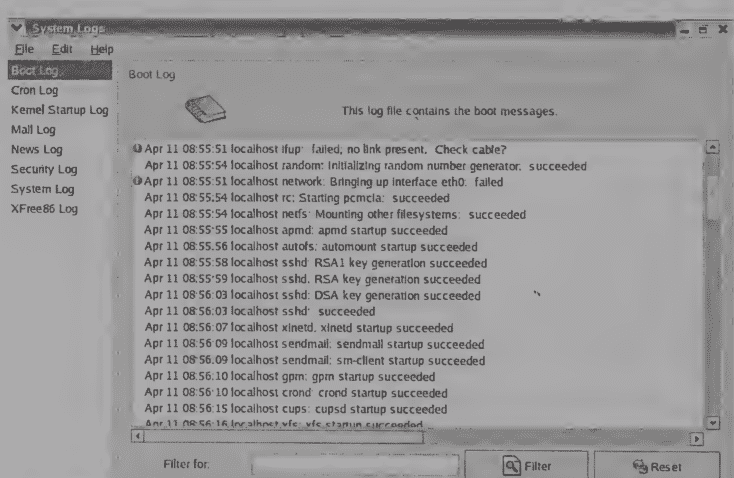 System Logs
File Edit Help
Boot Log
Cron Log
Kernel Startup Log
Mail Log
News Log
Security Log
System Log
XFree86 Log
Boot Log
This log file contains the boot messages.
Apr 11 08:55:51 localhost ifup: failed; no link present. Check cable?
Apr 11 08:55:54 localhost random: Initializing random number generator: succeeded
Apr 11 08:55:51 localhost network: Bringing up interface eth0: failed
Apr 11 08:55:54 localhost rc: Starting pcmcia: succeeded
Apr 11 08:55:54 localhost netfs: Mounting other filesystems: succeeded
Apr 11 08:55:55 localhost apmd: apmd startup succeeded
Apr 11 08:55:56 localhost autofs: automount startup succeeded
Apr 11 08:55:58 localhost sshd: RSA1 key generation succeeded
Apr 11 08:55:59 localhost sshd: RSA key generation succeeded
Apr 11 08:56:03 localhost sshd: DSA key generation succeeded
Apr 11 08:56:03 localhost sshd: succeeded
Apr 11 08:56:07 localhost xinetd: xinetd startup succeeded
Apr 11 08:56:09 localhost sendmail: sendmail startup succeeded
Apr 11 08:56:09 localhost sendmail: sm-client startup succeeded
Apr 11 08:56:10 localhost gpm: gpm startup succeeded
Apr 11 08:56:10 localhost crond: crond startup succeeded
Apr 11 08:56:15 localhost cups: cupsd startup succeeded
Apr 11 08:56:16 localhost xfs: xfs startup succeeded
Filter for: Filter Reset